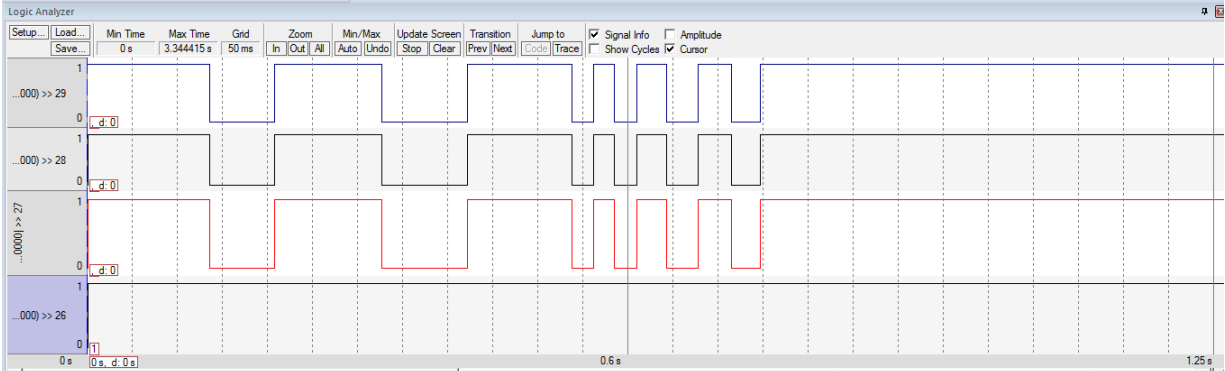 Logic Analyzer
Setup... Load... Min Time Max Time Grid Zoom Min/Max Update Screen Transition Jump to Signal Info Amplitude
Save... 0 s 3.344415 s 50 ms In Out All Auto Undo Stop Clear Prev Next Code Trace Show Cycles Cursor
1
...000) >> 29
0
, d: 0
1
...000) >> 28
0
, d: 0
1
...0000) >> 27
0
, d: 0
1
...000) >> 26
0
1
0 s 0 s, d: 0 s 0.6 s 1.25 s